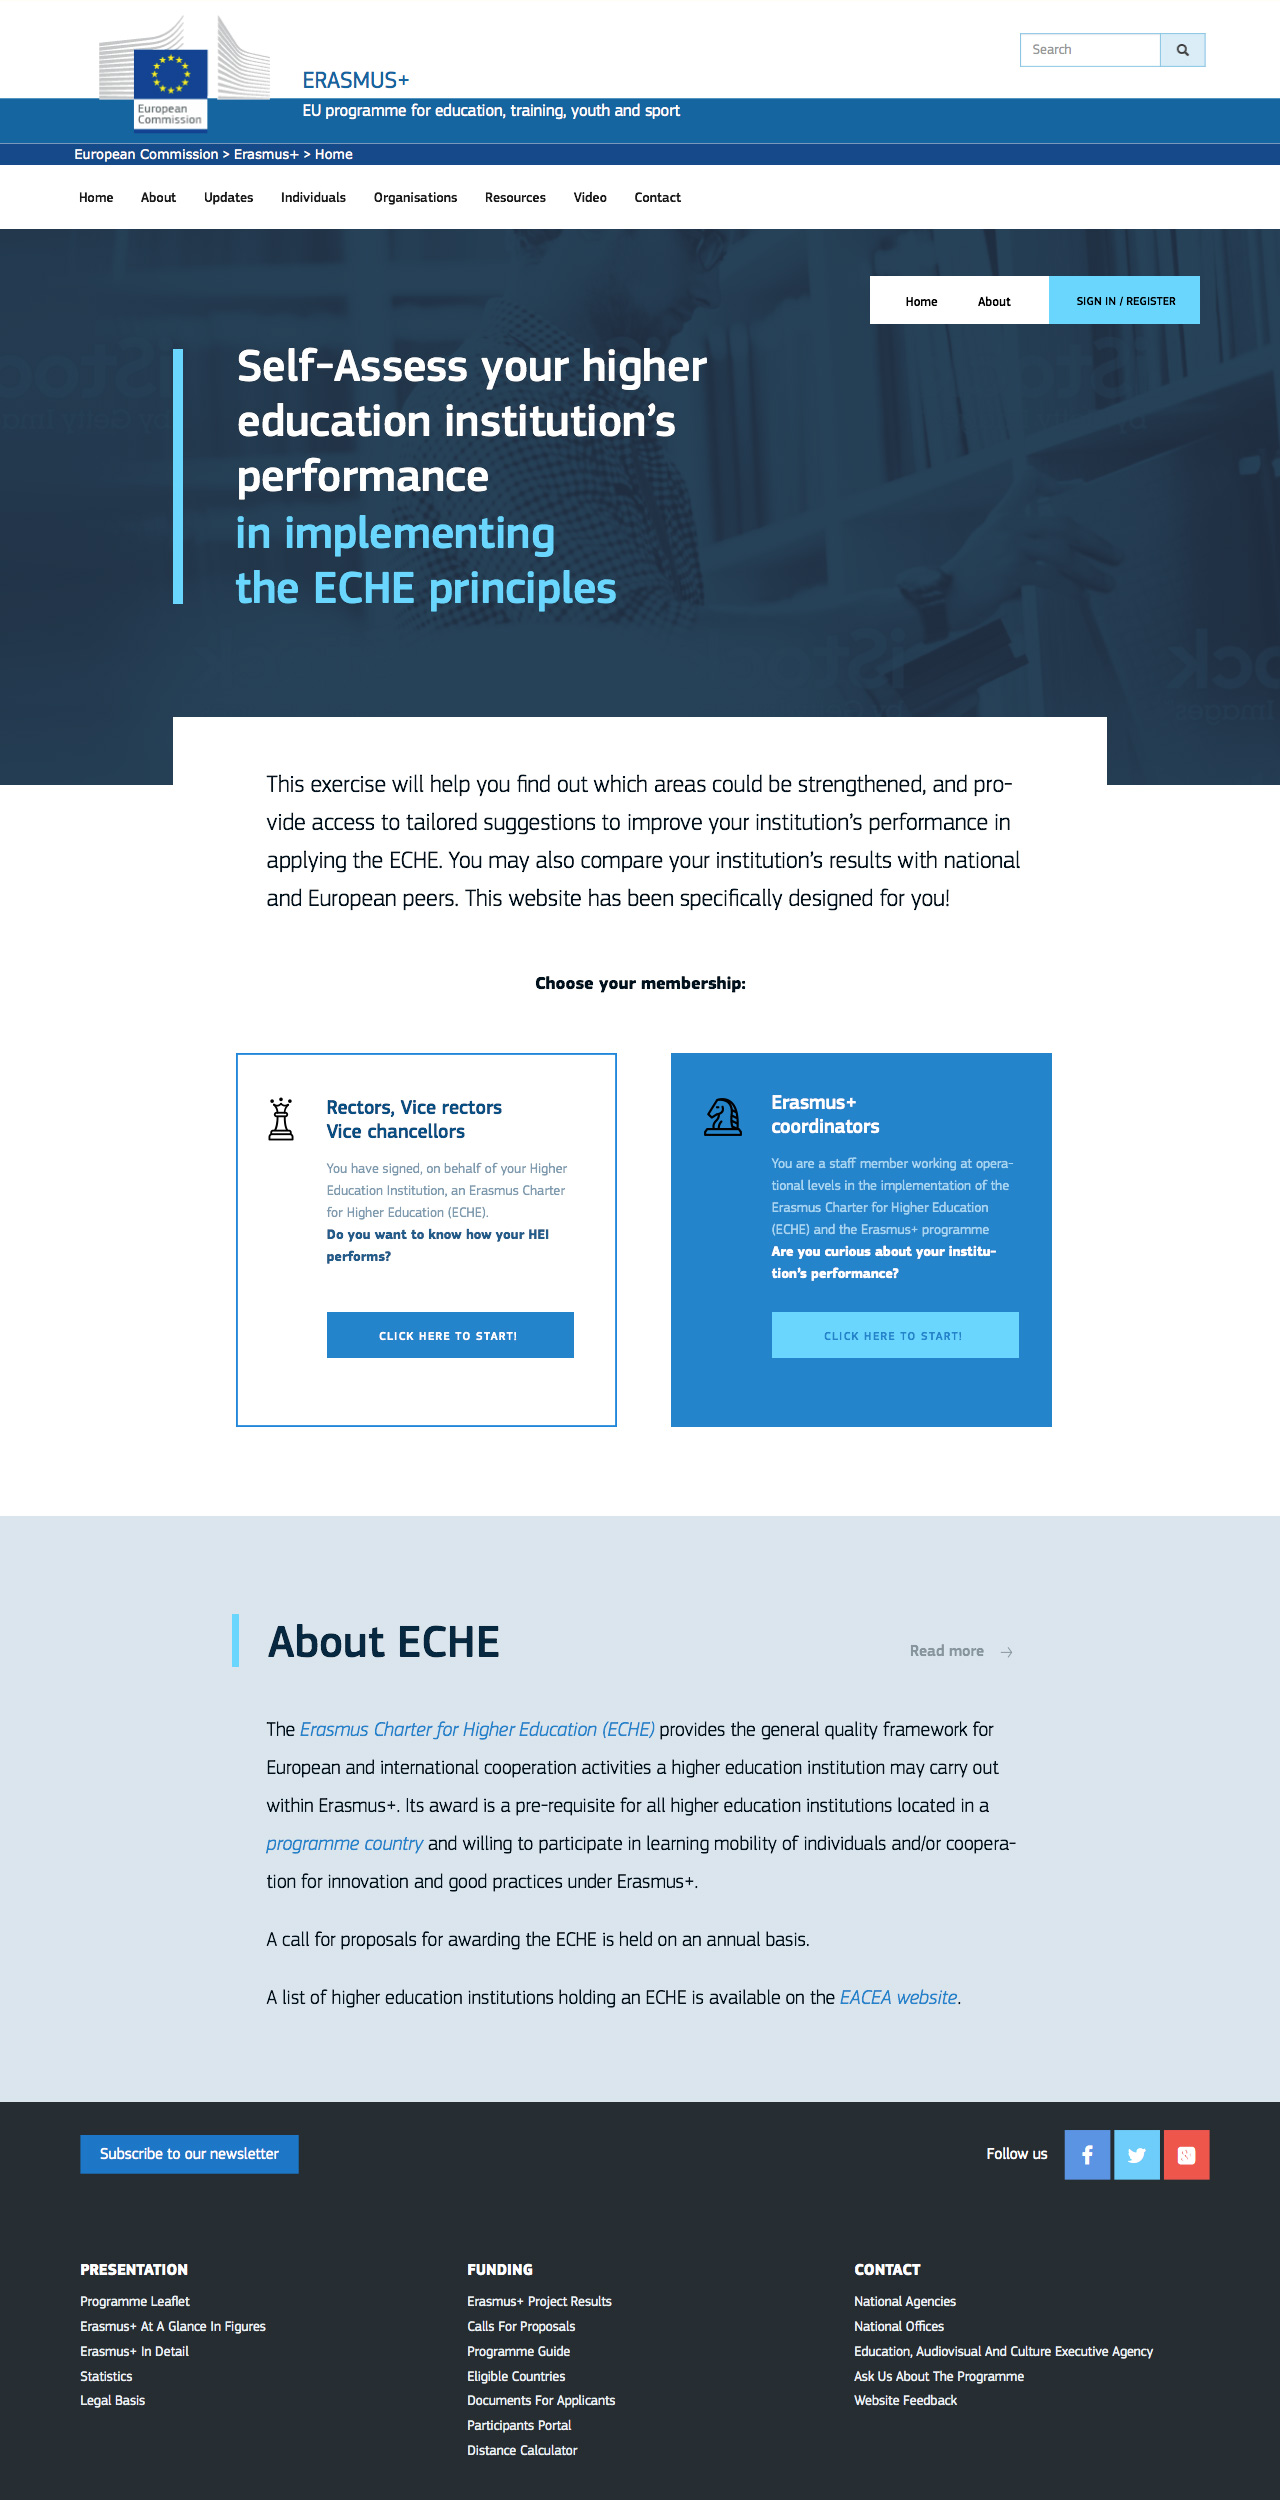 Search
European
Commission
ERASMUS+
EU programme for education, training, youth and sport
European Commission > Erasmus+ > Home
Home About Updates Individuals Organisations Resources Video Contact
Home About SIGN IN / REGISTER
Self-Assess your higher
education institution’s
performance
in implementing
the ECHE principles
This exercise will help you find out which areas could be strengthened, and pro-
vide access to tailored suggestions to improve your institution’s performance in
applying the ECHE. You may also compare your institution’s results with national
and European peers. This website has been specifically designed for you!
Choose your membership:
Rectors, Vice rectors
Vice chancellors
You have signed, on behalf of your Higher
Education Institution, an Erasmus Charter
for Higher Education (ECHE).
Do you want to know how your HEI
performs?
CLICK HERE TO START!
Erasmus+
coordinators
You are a staff member working at opera-
tional levels in the implementation of the
Erasmus Charter for Higher Education
(ECHE) and the Erasmus+ programme
Are you curious about your institu-
tion’s performance?
CLICK HERE TO START!
About ECHE
Read more
The Erasmus Charter for Higher Education (ECHE) provides the general quality framework for
European and international cooperation activities a higher education institution may carry out
within Erasmus+. Its award is a pre-requisite for all higher education institutions located in a
programme country and willing to participate in learning mobility of individuals and/or coopera-
tion for innovation and good practices under Erasmus+.
A call for proposals for awarding the ECHE is held on an annual basis.
A list of higher education institutions holding an ECHE is available on the EACEA website.
Subscribe to our newsletter
Follow us
PRESENTATION
Programme Leaflet
Erasmus+ At A Glance In Figures
Erasmus+ In Detail
Statistics
Legal Basis
FUNDING
Erasmus+ Project Results
Calls For Proposals
Programme Guide
Eligible Countries
Documents For Applicants
Participants Portal
Distance Calculator
CONTACT
National Agencies
National Offices
Education, Audiovisual And Culture Executive Agency
Ask Us About The Programme
Website Feedback